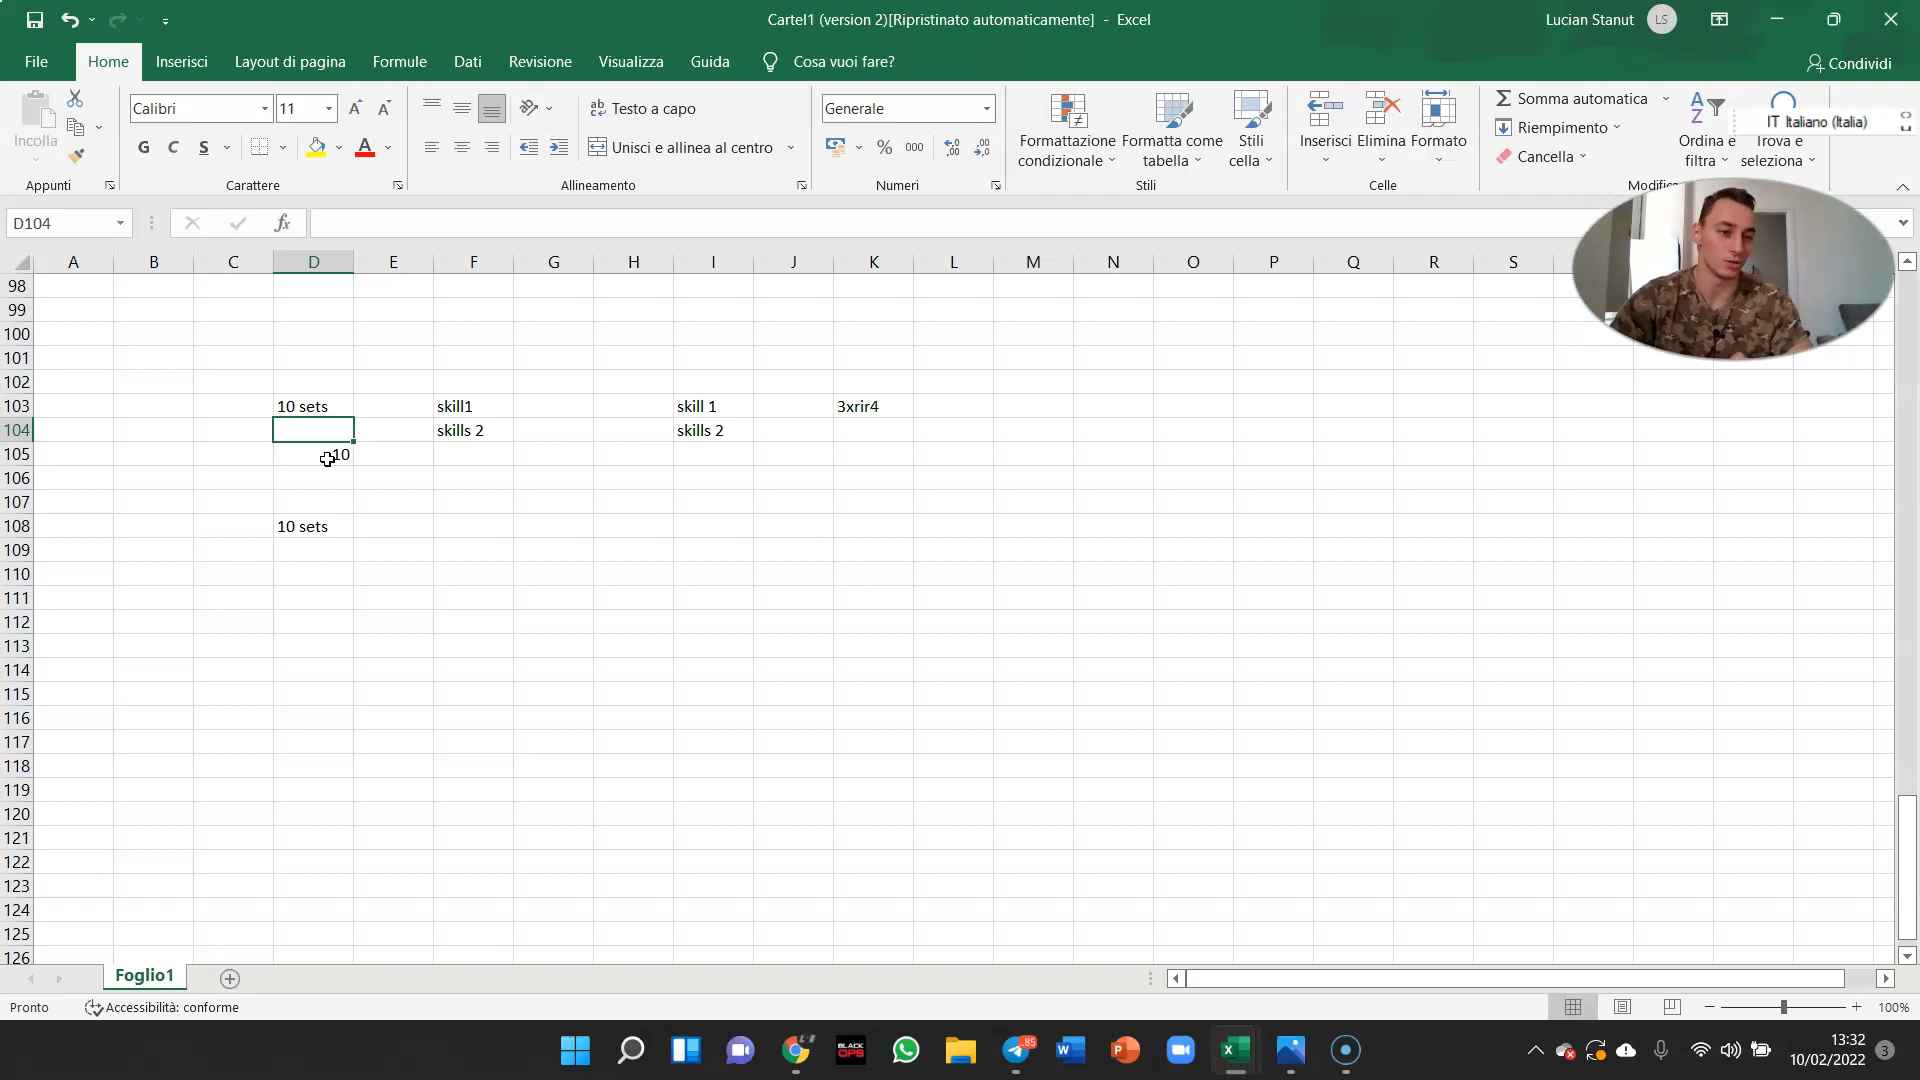 Cartel1 (version 2)[Ripristinato automaticamente] - Excel
Lucian Stanut
LS
File
Home
Inserisci
Layout di pagina
Formule
Dati
Revisione
Visualizza
Guida
Cosa vuoi fare?
Condividi
Incolla
Appunti
Calibri
11
G C S
A
Carattere
Testo a capo
Unisci e allinea al centro
Allineamento
Generale
% 000
Numeri
Formattazione condizionale
Formatta come tabella
Stili cella
Stili
Inserisci
Elimina
Formato
Celle
Somma automatica
Riempimento
Cancella
Ordina e filtra
Trova e seleziona
IT Italiano (Italia)
D104
fx
A B C D E F G H I J K L M N O P Q R S
98
99
100
101
102
103 10 sets skill1 skill 1 3xrir4
104 skills 2 skills 2
105 10
106
107
108 10 sets
109
110
111
112
113
114
115
116
117
118
119
120
121
122
123
124
125
126
Foglio1
Pronto
Accessibilità: conforme
100%
BLACK OPS
85
13:32
10/02/2022
3